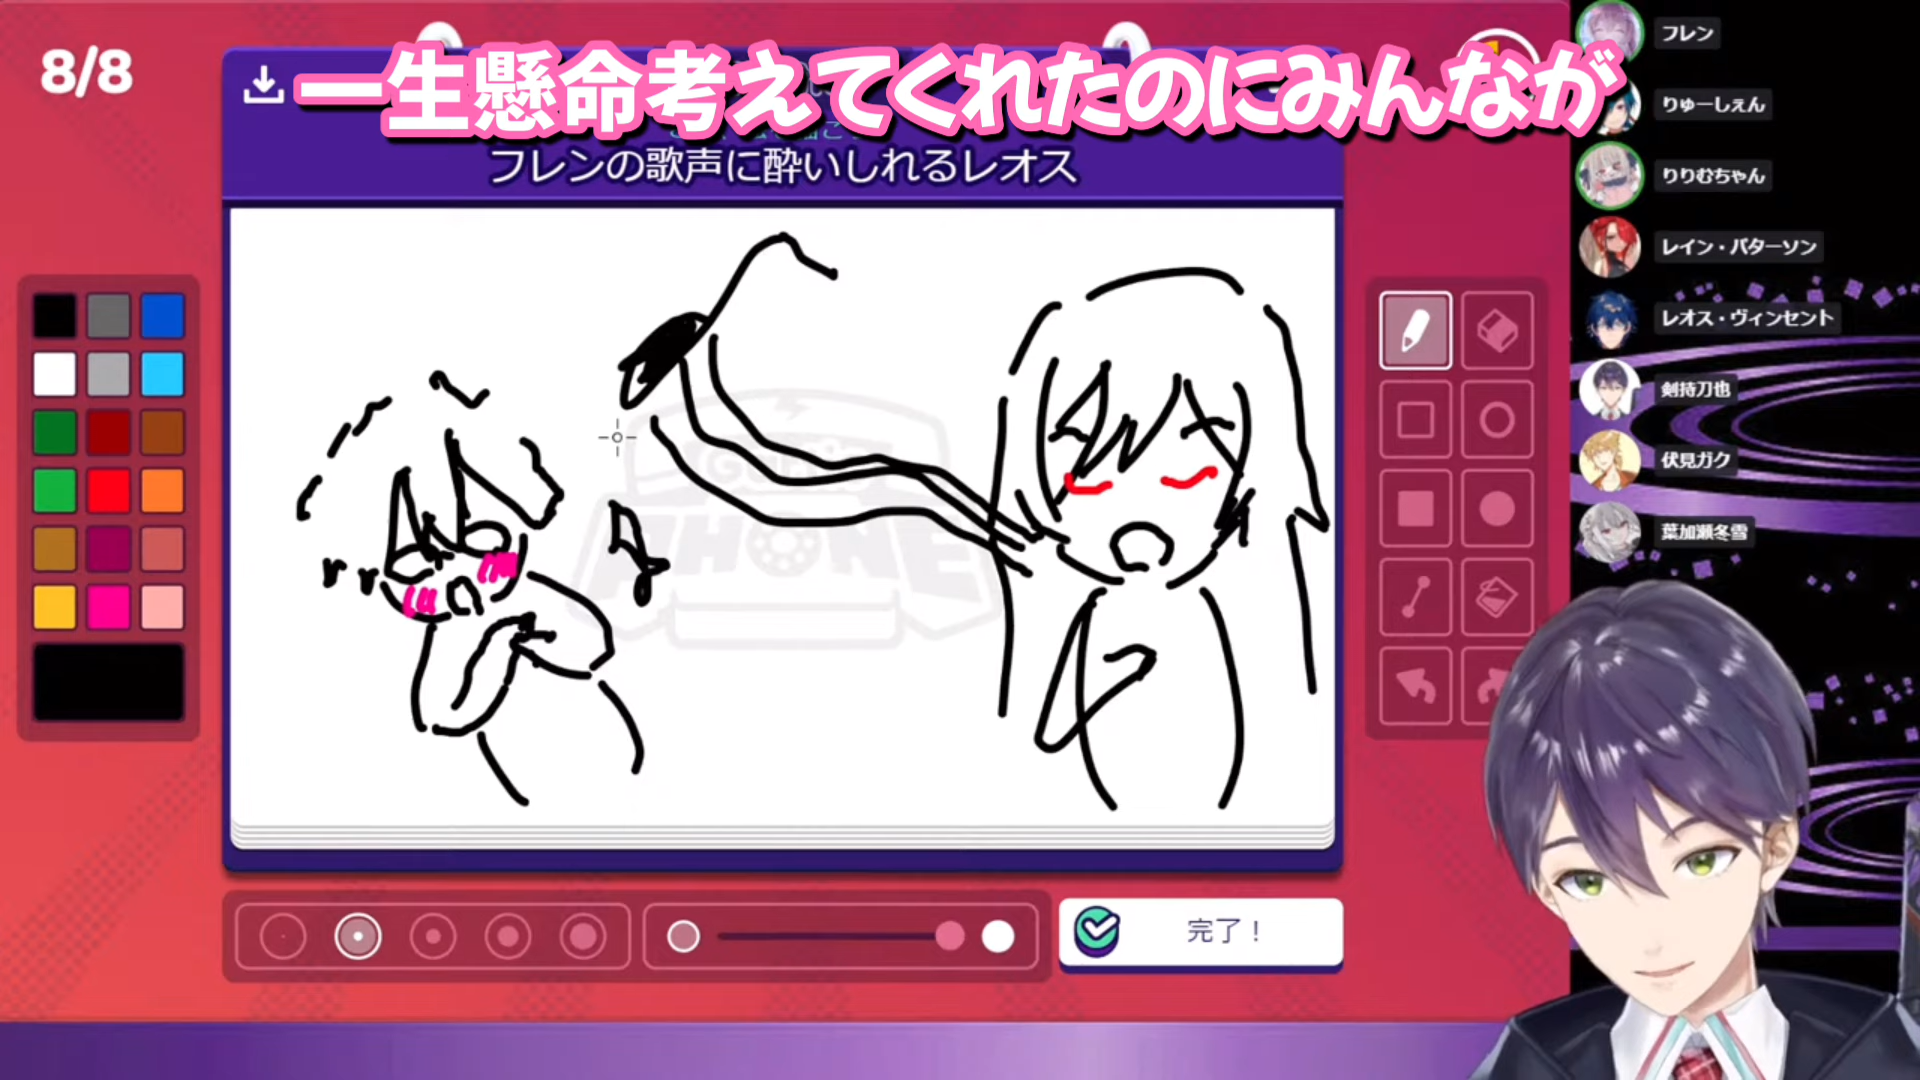 8/8
一生懸命考えてくれたのにみんなが
フレンの歌声に酔いしれるレオス
フレン
りゅーしぇん
りりむちゃん
レイン・パターソン
レオス・ヴィンセント
剣持刀也
伏見ガク
葉加瀬冬雪
PHONE
完了！